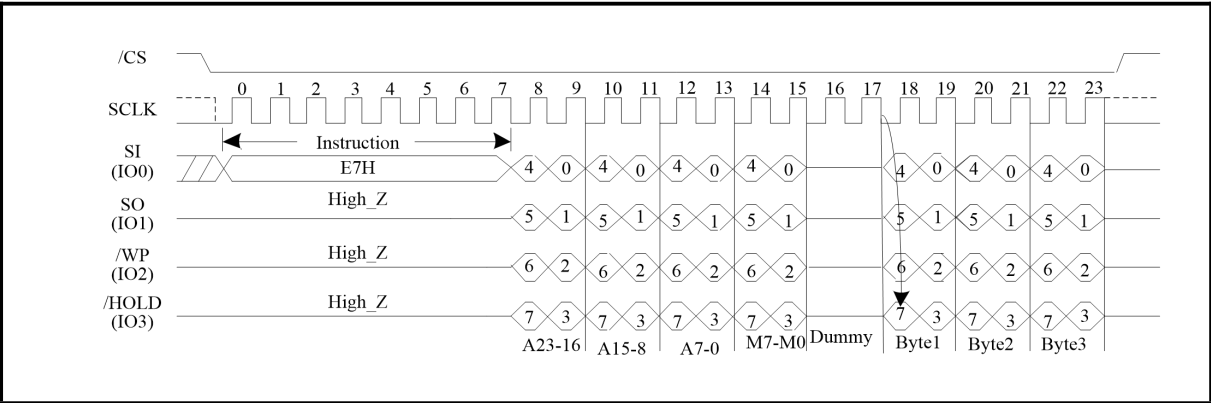 /CS
0 1 2 3 4 5 6 7 8 9 10 11 12 13 14 15 16 17 18 19 20 21 22 23
SCLK
Instruction
SI
(IO0)
E7H
4 0 4 0 4 0 4 0 4 0 4 0 4 0
High_Z
SO
(IO1)
5 1 5 1 5 1 5 1 5 1 5 1 5 1
High_Z
/WP
(IO2)
6 2 6 2 6 2 6 2 6 2 6 2 6 2
High_Z
/HOLD
(IO3)
7 3 7 3 7 3 7 3 7 3 7 3 7 3
A23-16 A15-8 A7-0 M7-M0 Dummy Byte1 Byte2 Byte3